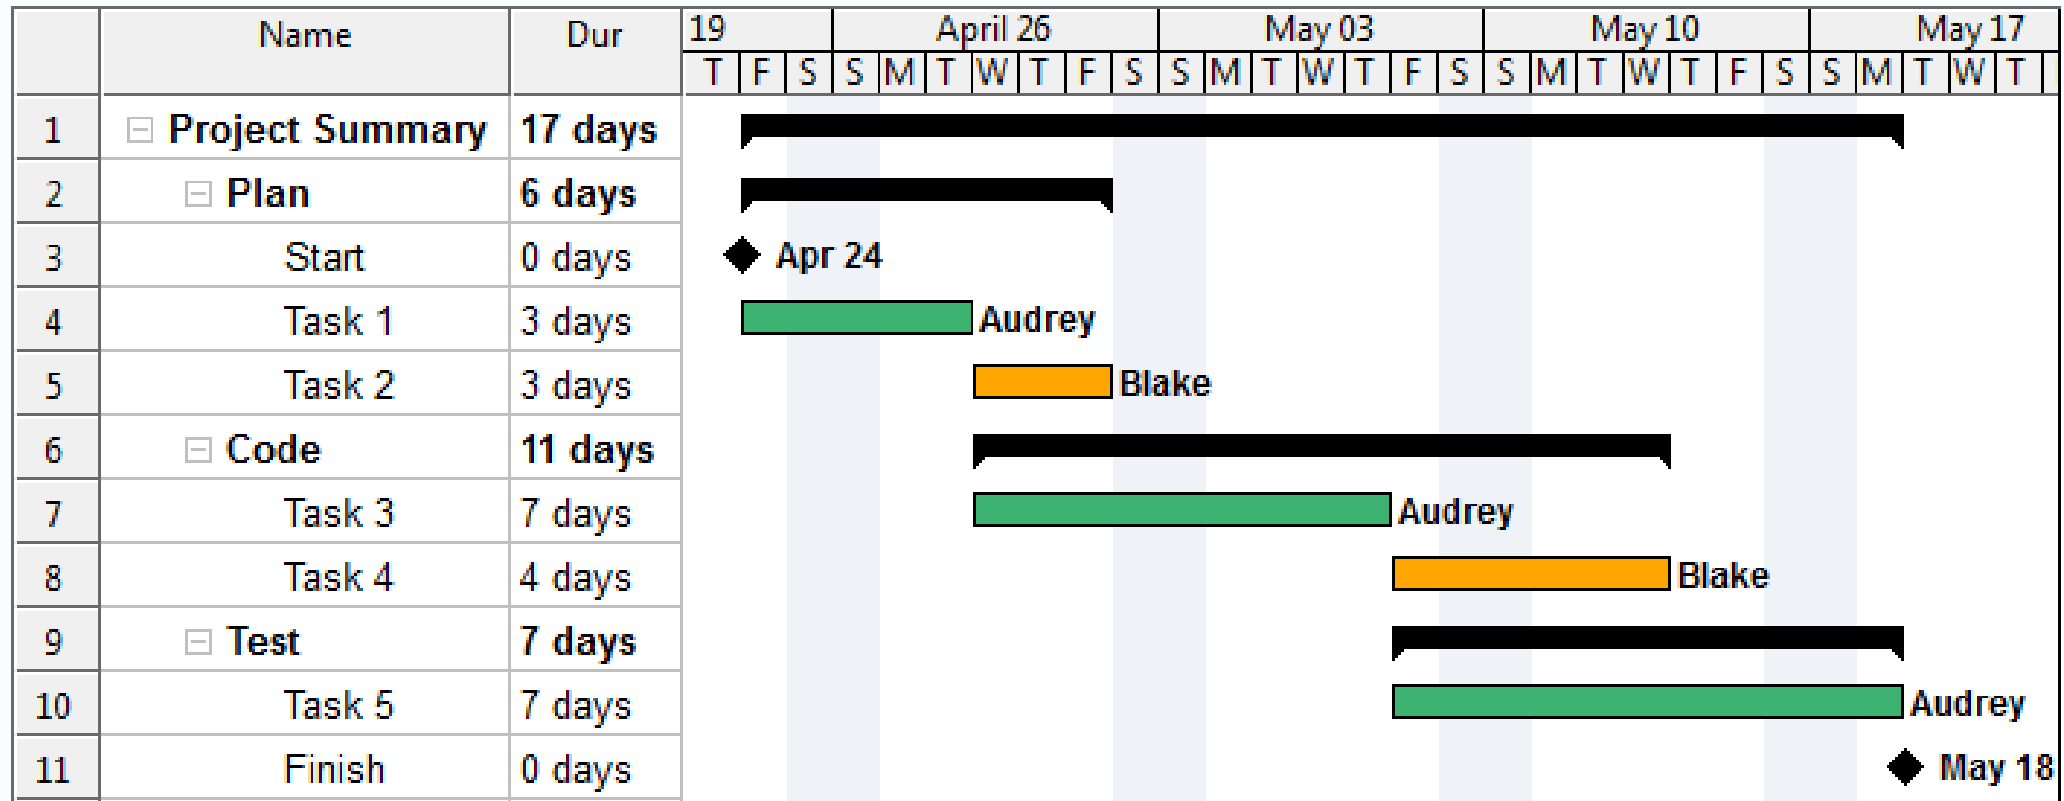 Name Dur 19 April 26 May 03 May 10 May 17
T F S S M T W T F S S M T W T F S S M T W T F S S M T W T
1 Project Summary 17 days
2 Plan 6 days
3 Start 0 days Apr 24
4 Task 1 3 days Audrey
5 Task 2 3 days Blake
6 Code 11 days
7 Task 3 7 days Audrey
8 Task 4 4 days Blake
9 Test 7 days
10 Task 5 7 days Audrey
11 Finish 0 days May 18